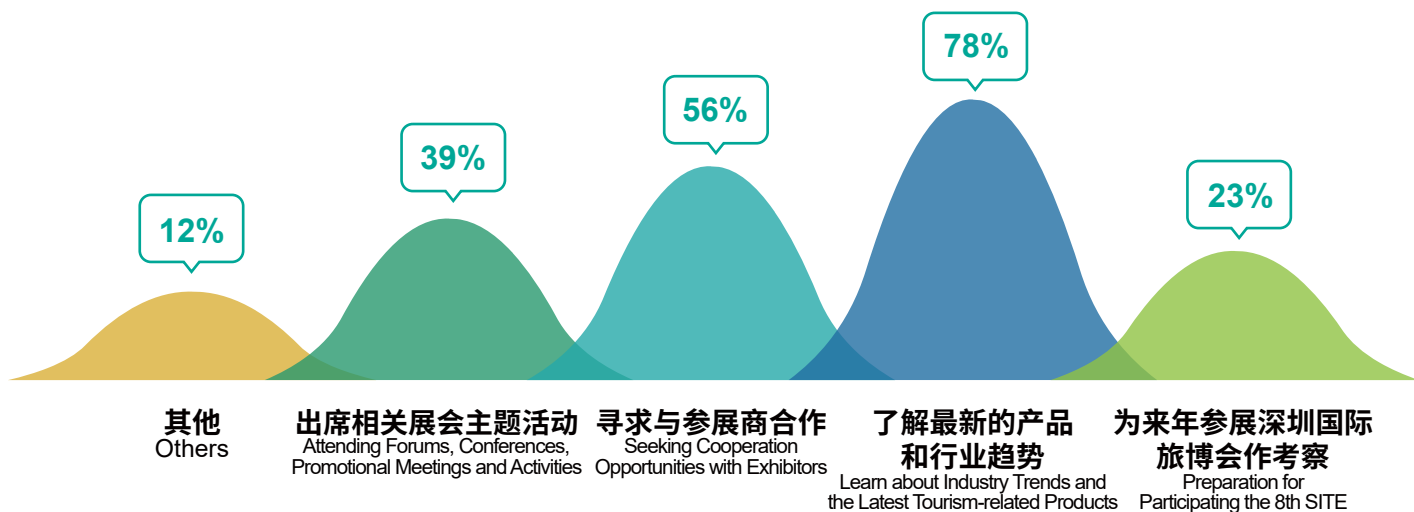 12%
39%
56%
78%
23%
其他
Others
出席相关展会主题活动
Attending Forums, Conferences,
Promotional Meetings and Activities
寻求与参展商合作
Seeking Cooperation
Opportunities with Exhibitors
了解最新的产品
和行业趋势
Learn about Industry Trends and
the Latest Tourism-related Products
为来年参展深圳国际
旅博会作考察
Preparation for
Participating the 8th SITE